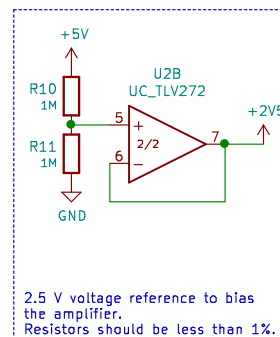 +5V
R10
1M
U2B
UC_TLV272
+2V5
5
+
2/2
7
6
−
R11
1M
GND
2.5 V voltage reference to bias
the amplifier.
Resistors should be less than 1%.